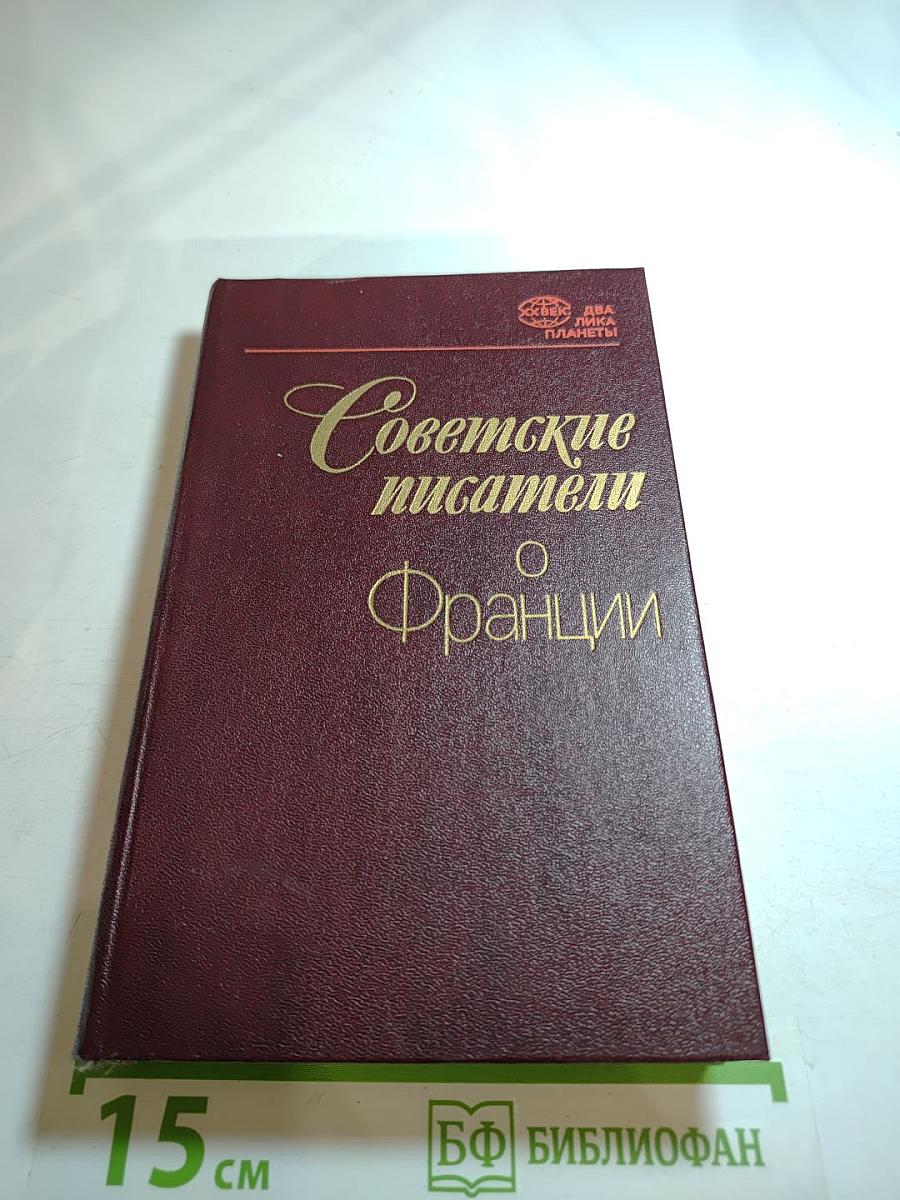 XX ВЕК
ДВА
ЛИКА
ПЛАНЕТЫ
Советские
писатели
о
Франции
15 см
БФ БИБЛИОФАН